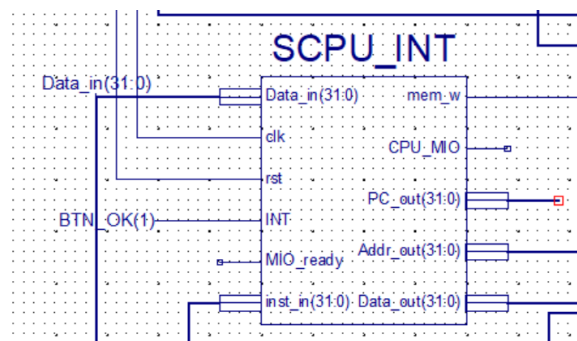 SCPU_INT
Data_in(31:0)
Data_in(31:0) mem_w
clk
CPU_MIO
rst
PC_out(31:0)
BTN_OK(1) INT
Addr_out(31:0)
MIO_ready
inst_in(31:0) Data_out(31:0)